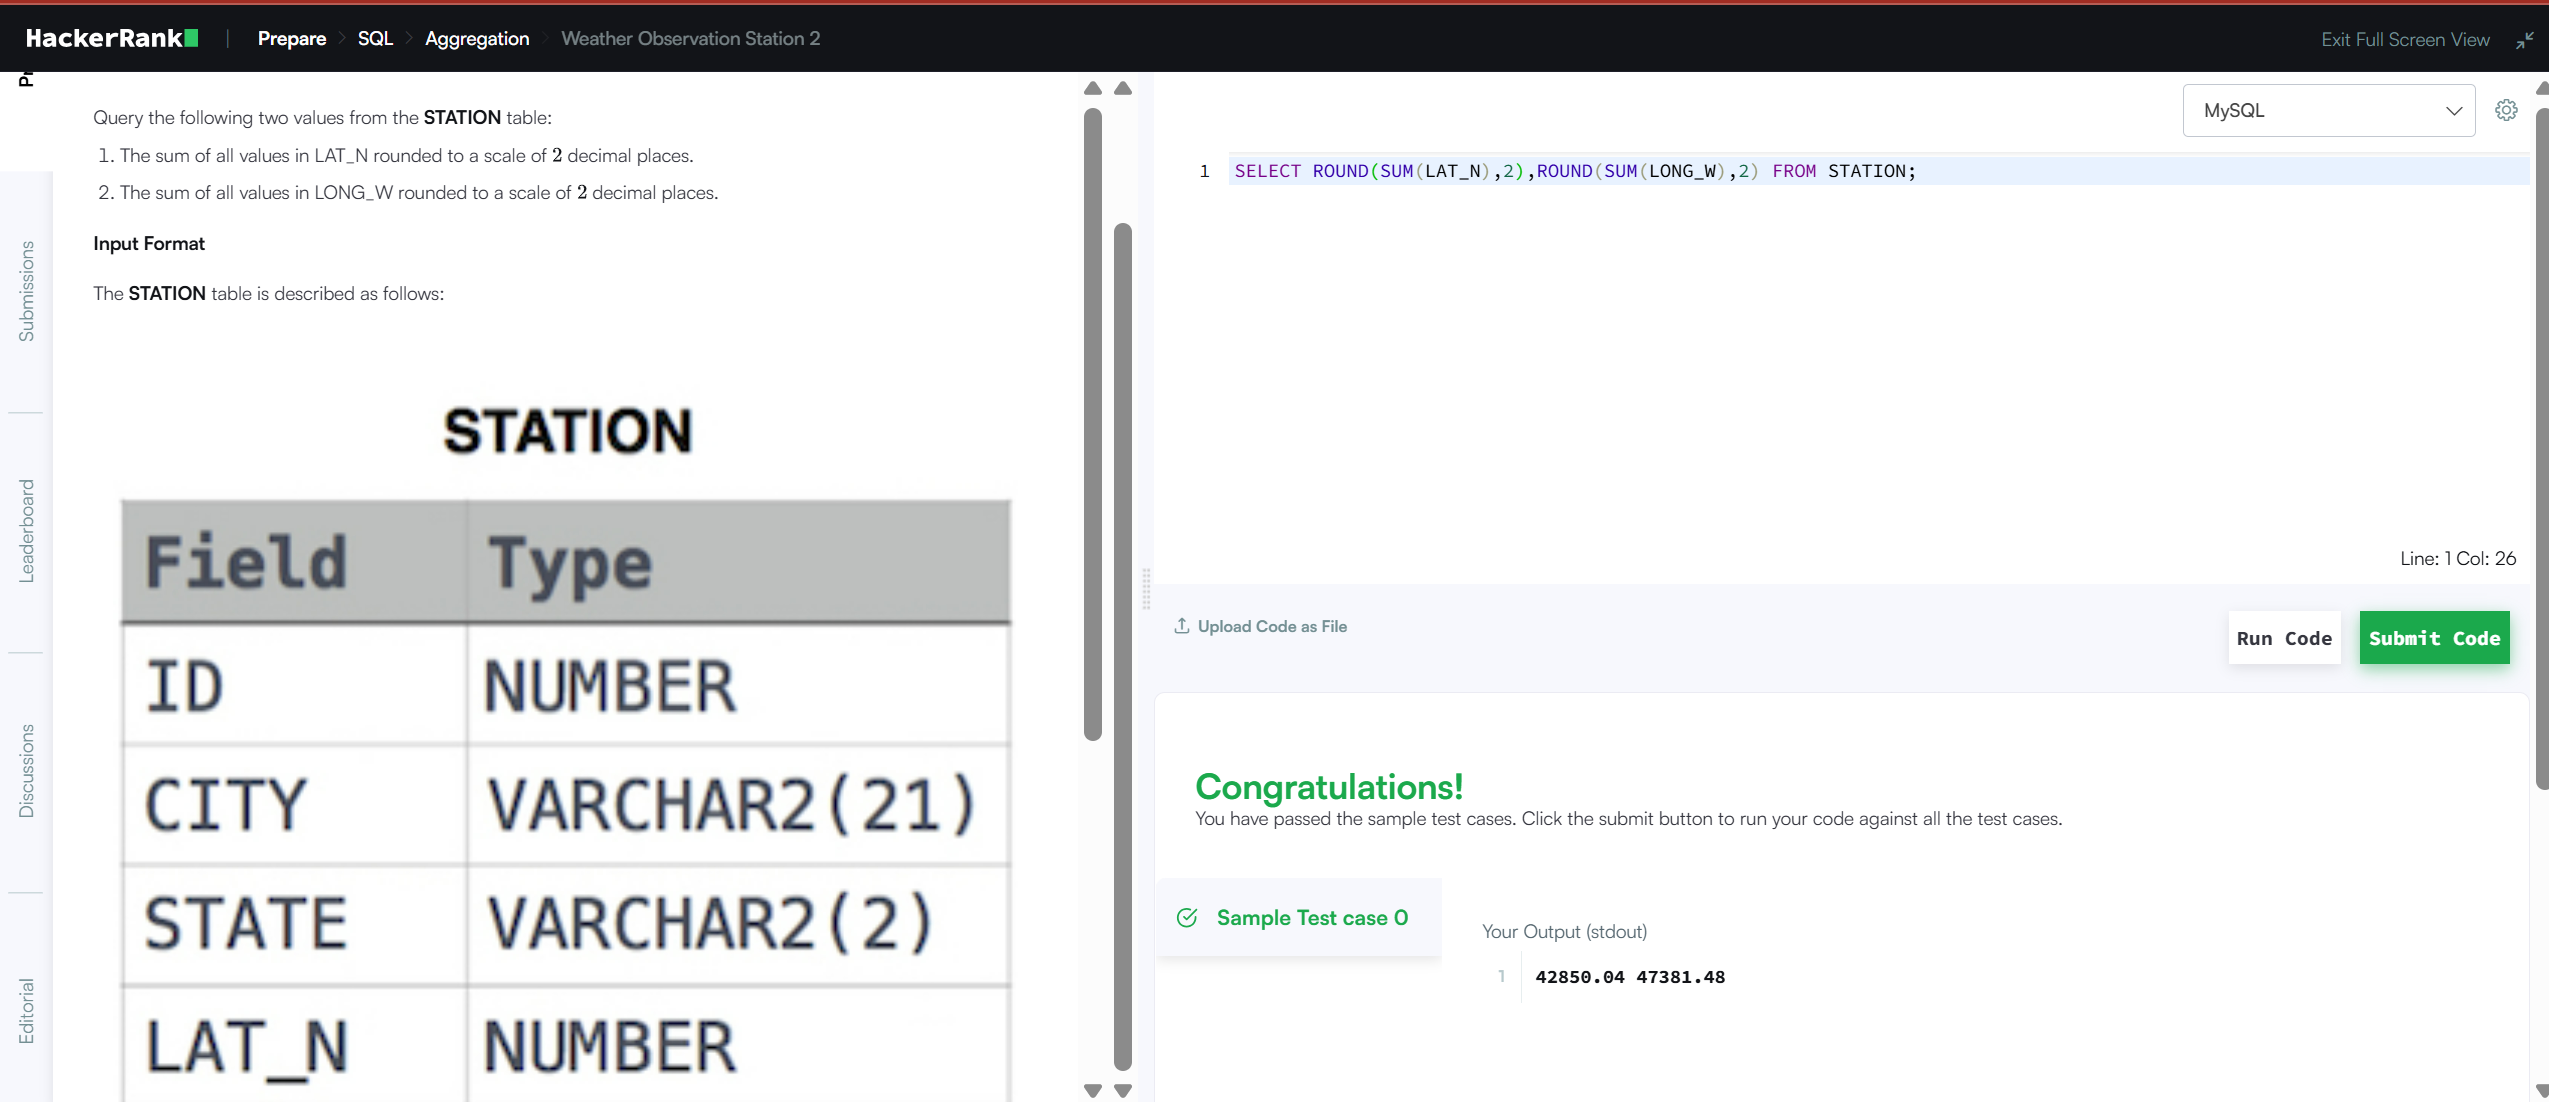 HackerRank | Prepare > SQL > Aggregation > Weather Observation Station 2
Exit Full Screen View
Submissions
Leaderboard
Discussions
Editorial
Query the following two values from the STATION table:
1. The sum of all values in LAT_N rounded to a scale of 2 decimal places.
2. The sum of all values in LONG_W rounded to a scale of 2 decimal places.
Input Format
The STATION table is described as follows:
STATION
Field Type
ID NUMBER
CITY VARCHAR2(21)
STATE VARCHAR2(2)
LAT_N NUMBER
MySQL
1 SELECT ROUND(SUM(LAT_N),2),ROUND(SUM(LONG_W),2) FROM STATION;
Line: 1 Col: 26
Upload Code as File
Run Code
Submit Code
Congratulations!
You have passed the sample test cases. Click the submit button to run your code against all the test cases.
Sample Test case 0
Your Output (stdout)
1 42850.04 47381.48